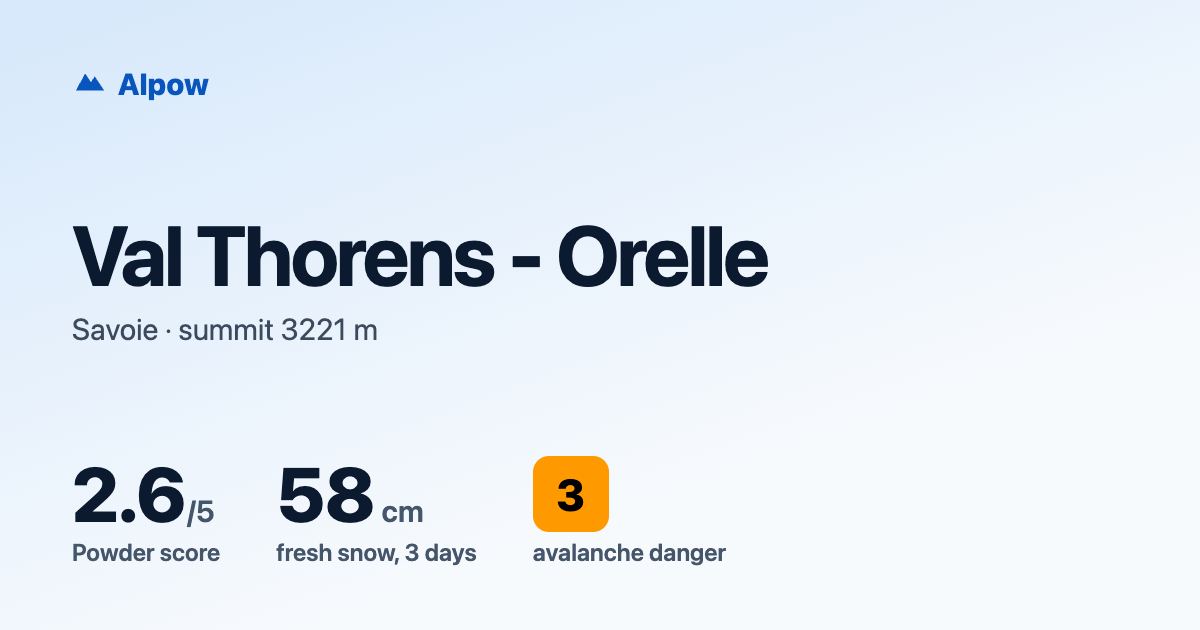 Alpow
Val Thorens - Orelle
Savoie · summit 3221 m
2.6/5
Powder score
58 cm
fresh snow, 3 days
3
avalanche danger